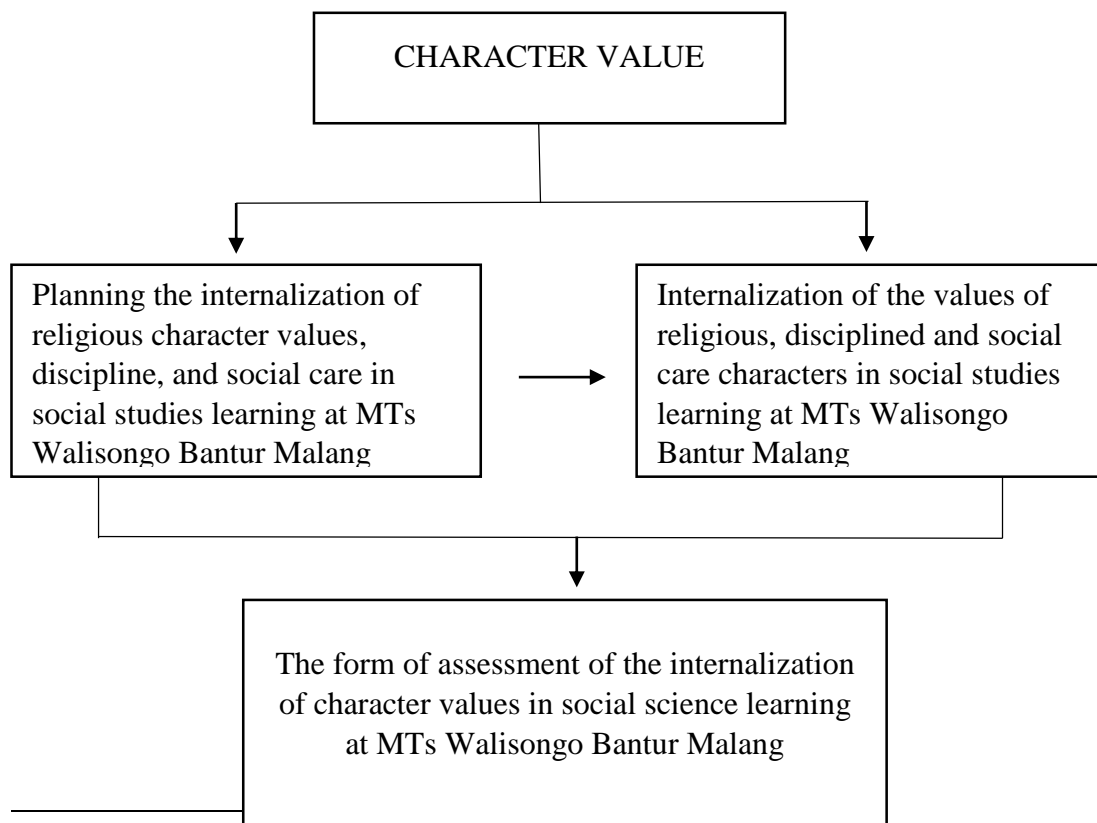 CHARACTER VALUE
Planning the internalization of
religious character values,
discipline, and social care in
social studies learning at MTs
Walisongo Bantur Malang
Internalization of the values of
religious, disciplined and social
care characters in social studies
learning at MTs Walisongo
Bantur Malang
The form of assessment of the internalization
of character values in social science learning
at MTs Walisongo Bantur Malang